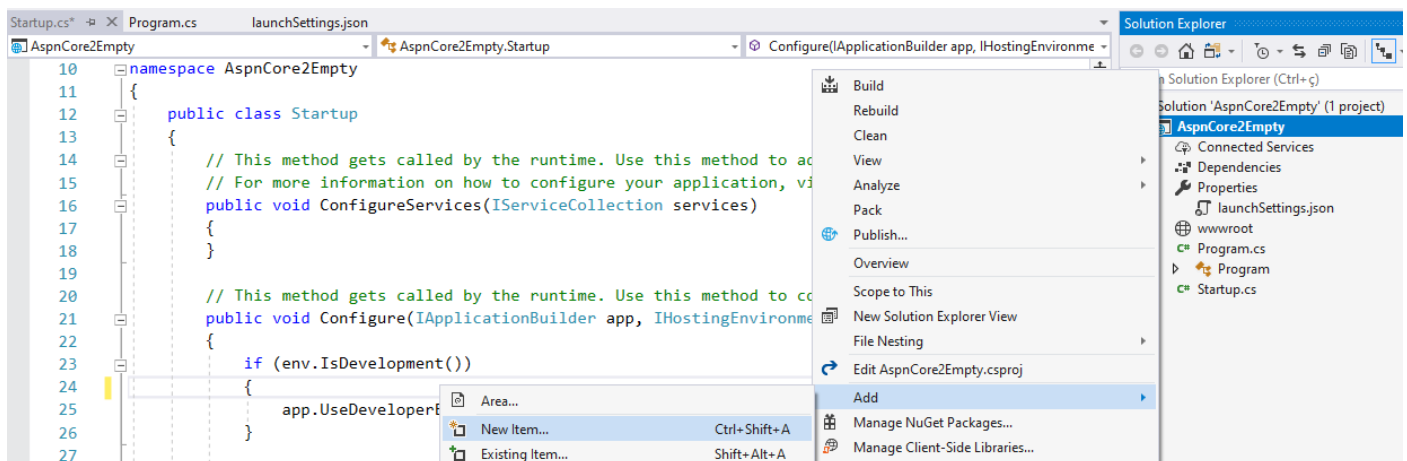 Startup.cs* Program.cs launchSettings.json
AspnCore2Empty AspnCore2Empty.Startup Configure(IApplicationBuilder app, IHostingEnvironme
10 namespace AspnCore2Empty
11 {
12 public class Startup
13 {
14 // This method gets called by the runtime. Use this method to ad
15 // For more information on how to configure your application, vi
16 public void ConfigureServices(IServiceCollection services)
17 {
18 }
19
20 // This method gets called by the runtime. Use this method to co
21 public void Configure(IApplicationBuilder app, IHostingEnvironme
22 {
23 if (env.IsDevelopment())
24 {
25 app.UseDeveloperE
26 }
27
Area...
New Item... Ctrl+Shift+A
Existing Item... Shift+Alt+A
Build
Rebuild
Clean
View
Analyze
Pack
Publish...
Overview
Scope to This
New Solution Explorer View
File Nesting
Edit AspnCore2Empty.csproj
Add
Manage NuGet Packages...
Manage Client-Side Libraries...
Solution Explorer
Solution Explorer (Ctrl+ç)
Solution 'AspnCore2Empty' (1 project)
AspnCore2Empty
Connected Services
Dependencies
Properties
launchSettings.json
wwwroot
C# Program.cs
Program
C# Startup.cs